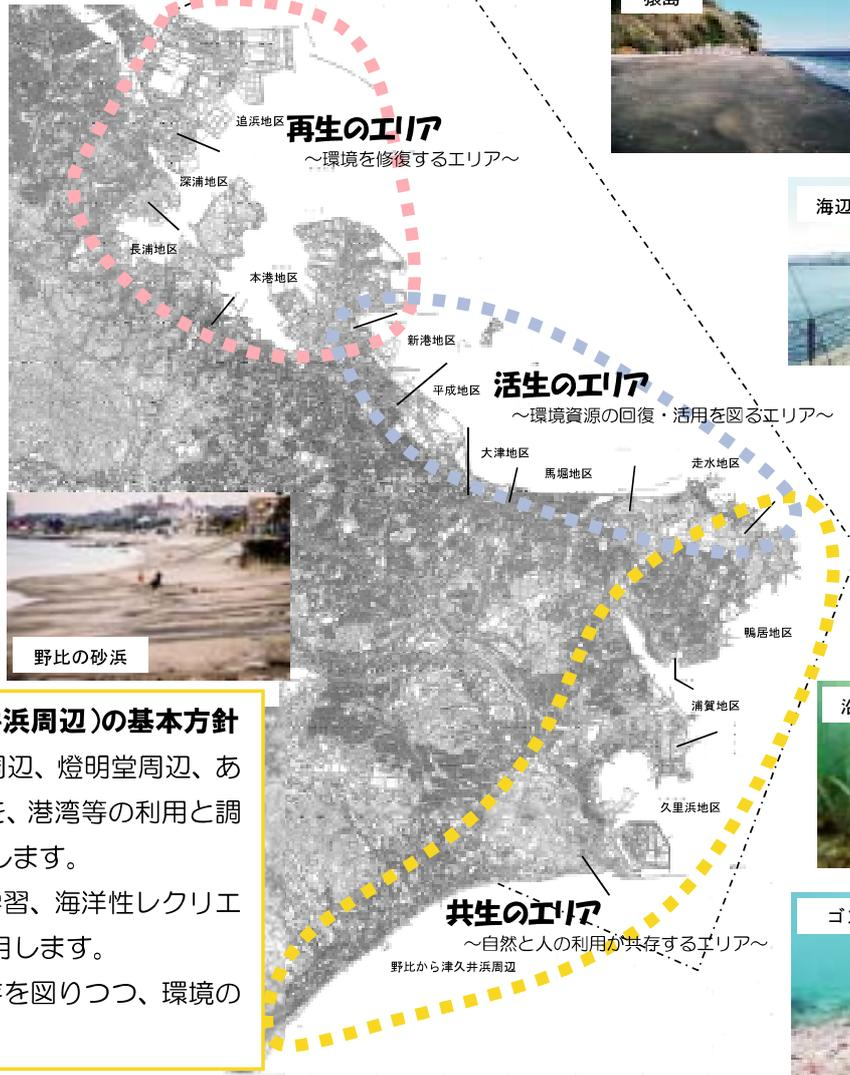 猿島
追浜地区
再生のエリア
～環境を修復するエリア～
深浦地区
海辺
長浦地区
本港地区
新港地区
平成地区
活生のエリア
～環境資源の回復・活用を図るエリア～
大津地区
馬堀地区
走水地区
野比の砂浜
鴨居地区
浦賀地区
久里浜地区
共生のエリア
～自然と人の利用が共存するエリア～
野比から津久井浜周辺
浜周辺)の基本方針
周辺、燈明堂周辺、あ
を、港湾等の利用と調
します。
学習、海洋性レクリエ
用します。
存を図りつつ、環境の
沿
ゴ